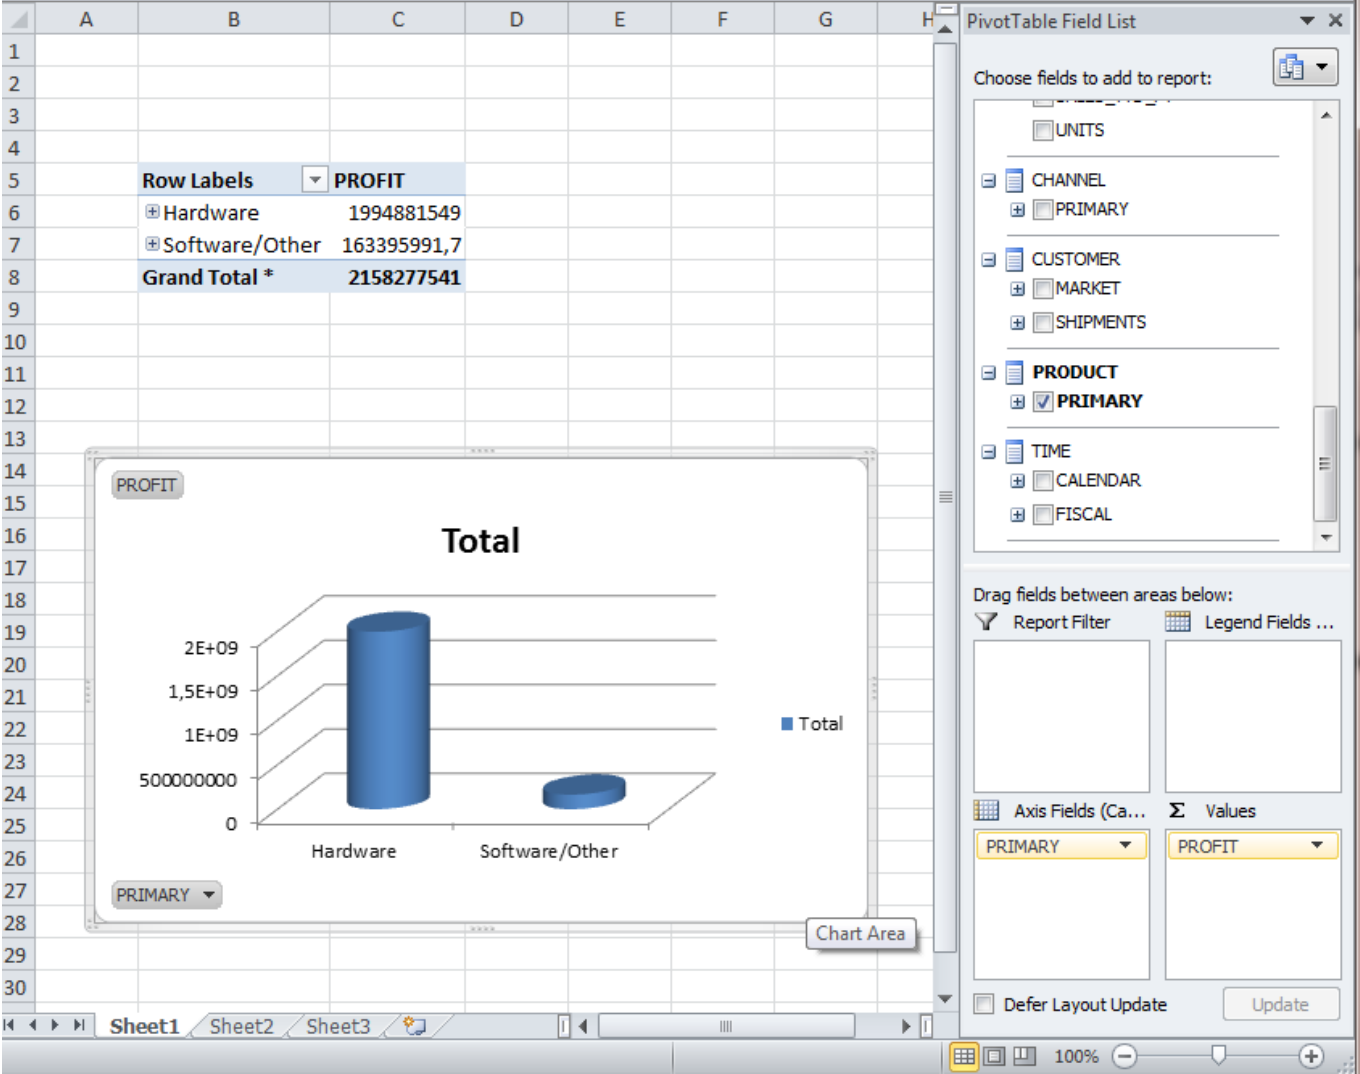 A B C D E F G H
PivotTable Field List
1
2
3
4
5 Row Labels PROFIT
6 Hardware 1994881549
7 Software/Other 163395991,7
8 Grand Total * 2158277541
9
10
11
12
13
14
15
16
17
18
19
20
21
22
23
24
25
26
27
28
29
30
PROFIT
Total
2E+09
1,5E+09
1E+09
500000000
0
Hardware Software/Other
Total
PRIMARY
Chart Area
Sheet1 Sheet2 Sheet3
Choose fields to add to report:
UNITS
CHANNEL
PRIMARY
CUSTOMER
MARKET
SHIPMENTS
PRODUCT
PRIMARY
TIME
CALENDAR
FISCAL
Drag fields between areas below:
Report Filter
Legend Fields ...
Axis Fields (Ca...
Σ Values
PRIMARY
PROFIT
Defer Layout Update
Update
100%